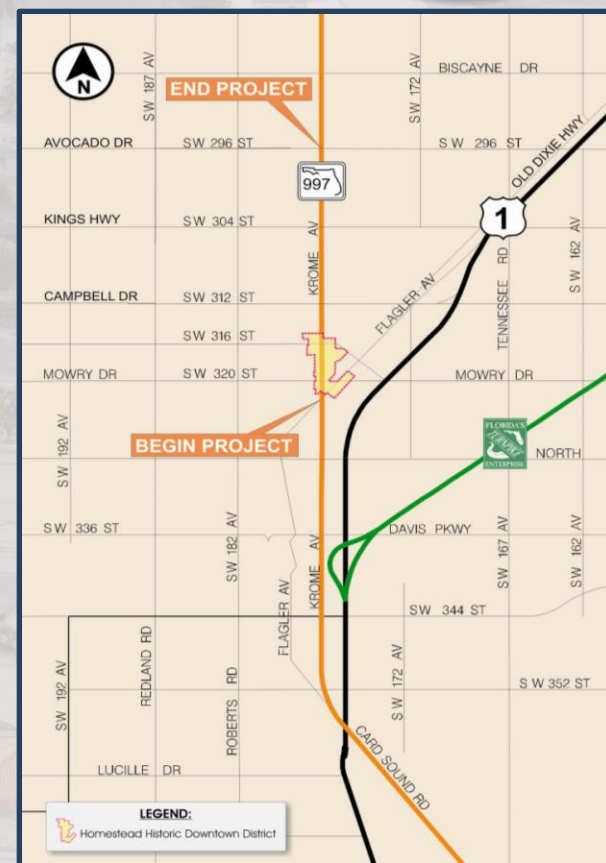 N
SW 187 AV
SW 172 AV
BISCAYNE DR
END PROJECT
AVOCADO DR
SW 296 ST
SW 296 ST
OLD DIXIE HWY
997
1
KINGS HWY
SW 304 ST
KROME AV
SW 162 AV
TENNESSEE RD
CAMPBELL DR
SW 312 ST
FLAGLER AV
SW 316 ST
MOWRY DR
SW 320 ST
MOWRY DR
BEGIN PROJECT
FLORIDA'S
TURNPIKE
ENTERPRISE
NORTH
SW 192 AV
SW 336 ST
SW 182 AV
DAVIS PKWY
KROME AV
SW 167 AV
SW 162 AV
FLAGLER AV
SW 344 ST
SW 192 AV
REDLAND RD
ROBERTS RD
SW 172 AV
SW 352 ST
CARD SOUND RD
LUCILLE DR
LEGEND:
Homestead Historic Downtown District